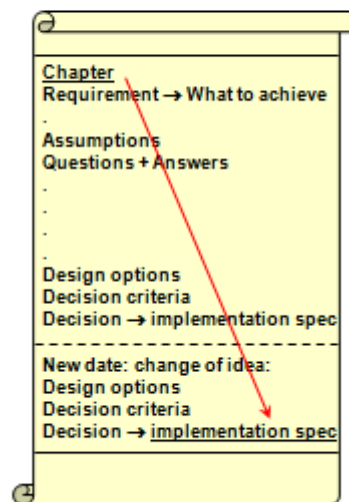 Chapter
Requirement → What to achieve
.
Assumptions
Questions + Answers
.
.
.
.
Design options
Decision criteria
Decision → implementation spec
New date: change of idea:
Design options
Decision criteria
Decision → implementation spec